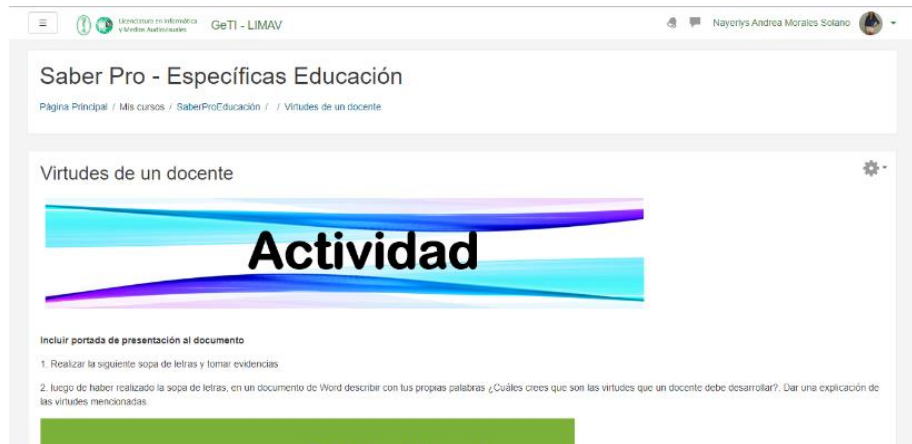 Licenciatura en Informática
y Medios Audiovisuales
GeTI - LIMAV
Nayerlys Andrea Morales Solano
Saber Pro - Específicas Educación
Página Principal / Mis cursos / SaberProEducación / / Virtudes de un docente
Virtudes de un docente
Actividad
Incluir portada de presentación al documento
1. Realizar la siguiente sopa de letras y tomar evidencias
2. luego de haber realizado la sopa de letras, en un documento de Word describir con tus propias palabras ¿Cuáles crees que son las virtudes que un docente debe desarrollar?. Dar una explicación de
las virtudes mencionadas.